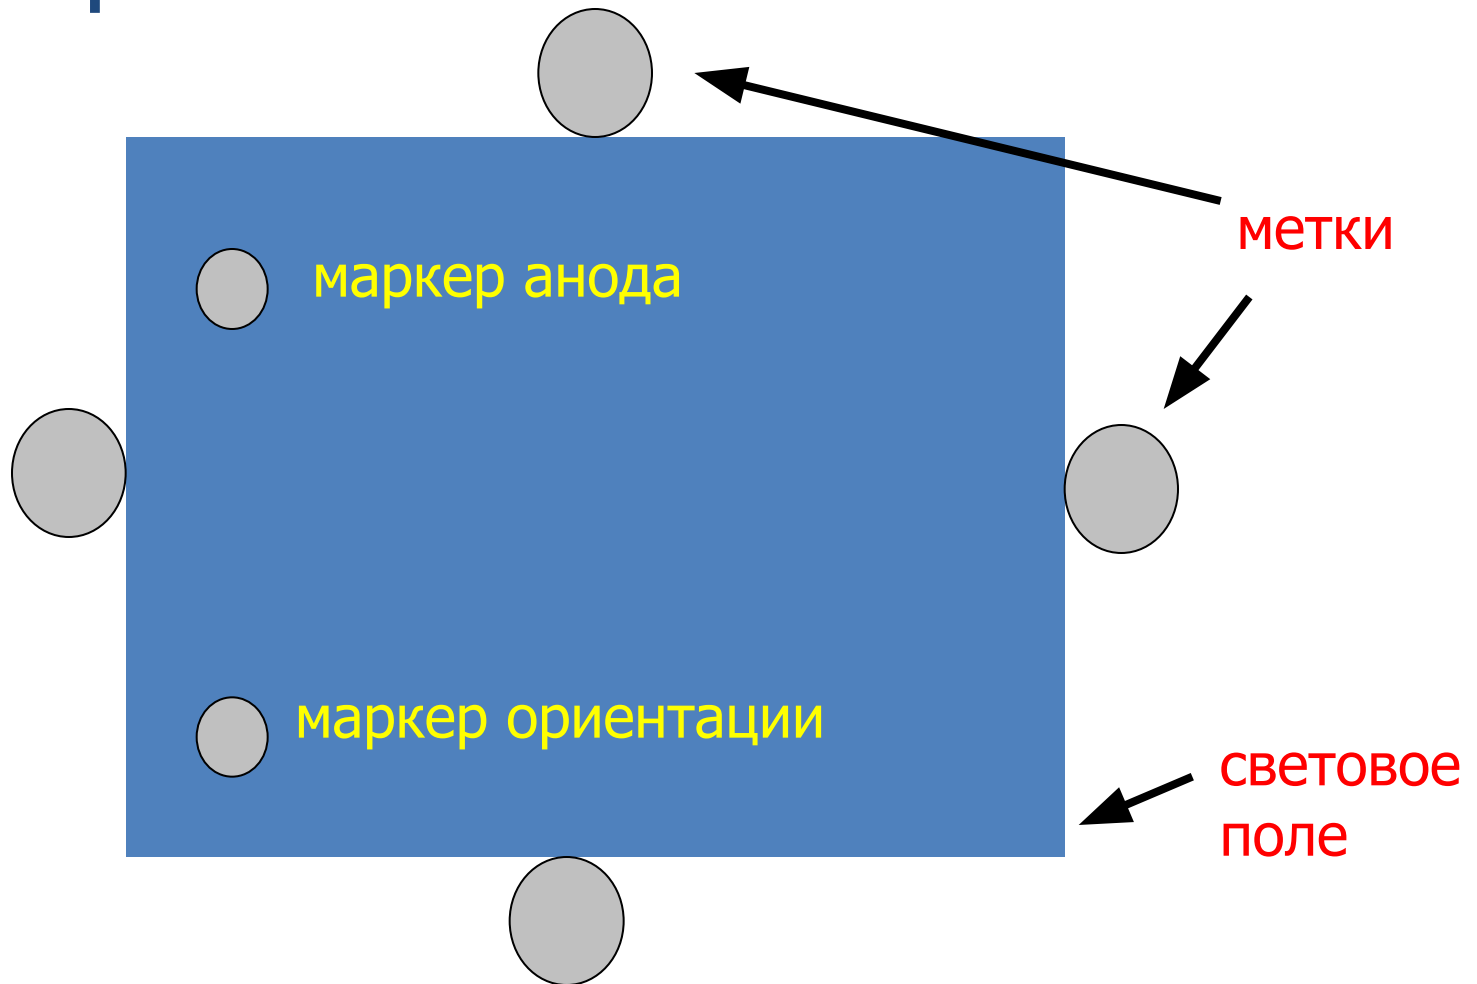 метки
маркер анода
маркер ориентации
световое
поле